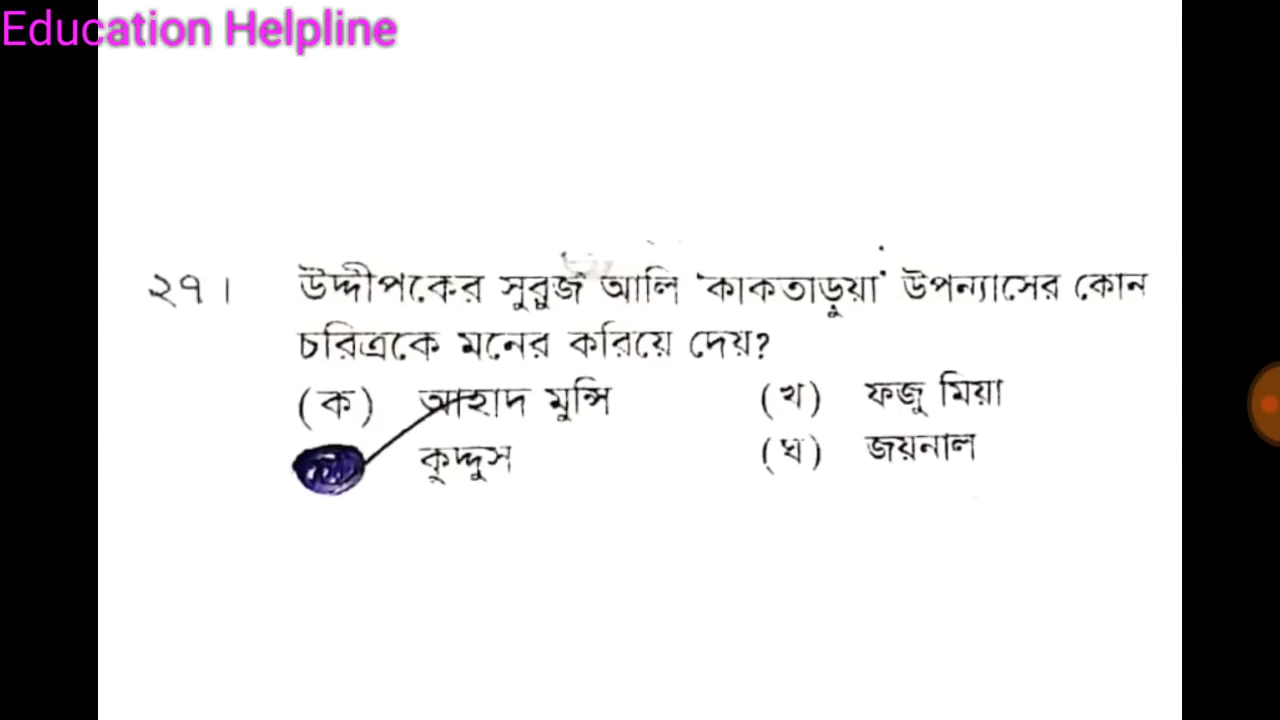 Education Helpline
২৭। উদ্দীপকের সুরুজ আলি 'কাকতাড়ুয়া' উপন্যাসের কোন
চরিত্রকে মনের করিয়ে দেয়?
(ক) আহাদ মুন্সি (খ) ফজু মিয়া
কুদ্দুস (ঘ) জয়নাল